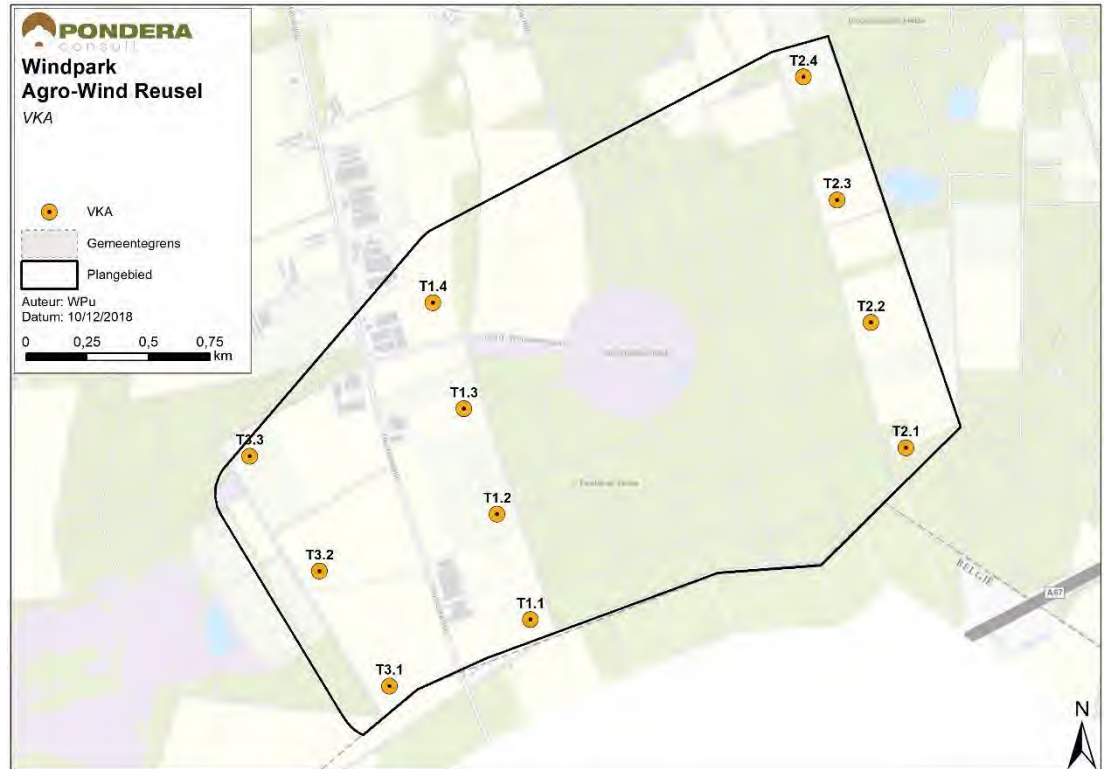 PONDERA
consult
Windpark
Agro-Wind Reusel
VKA
VKA
Gemeentegrens
Plangebied
Auteur: WPu
Datum: 10/12/2018
0 0,25 0,5 0,75
km
T2.4
T2.3
T1.4
T2.2
T1.3
T2.1
T3.3
T1.2
T3.2
BELGIE
A67
T1.1
T3.1
N